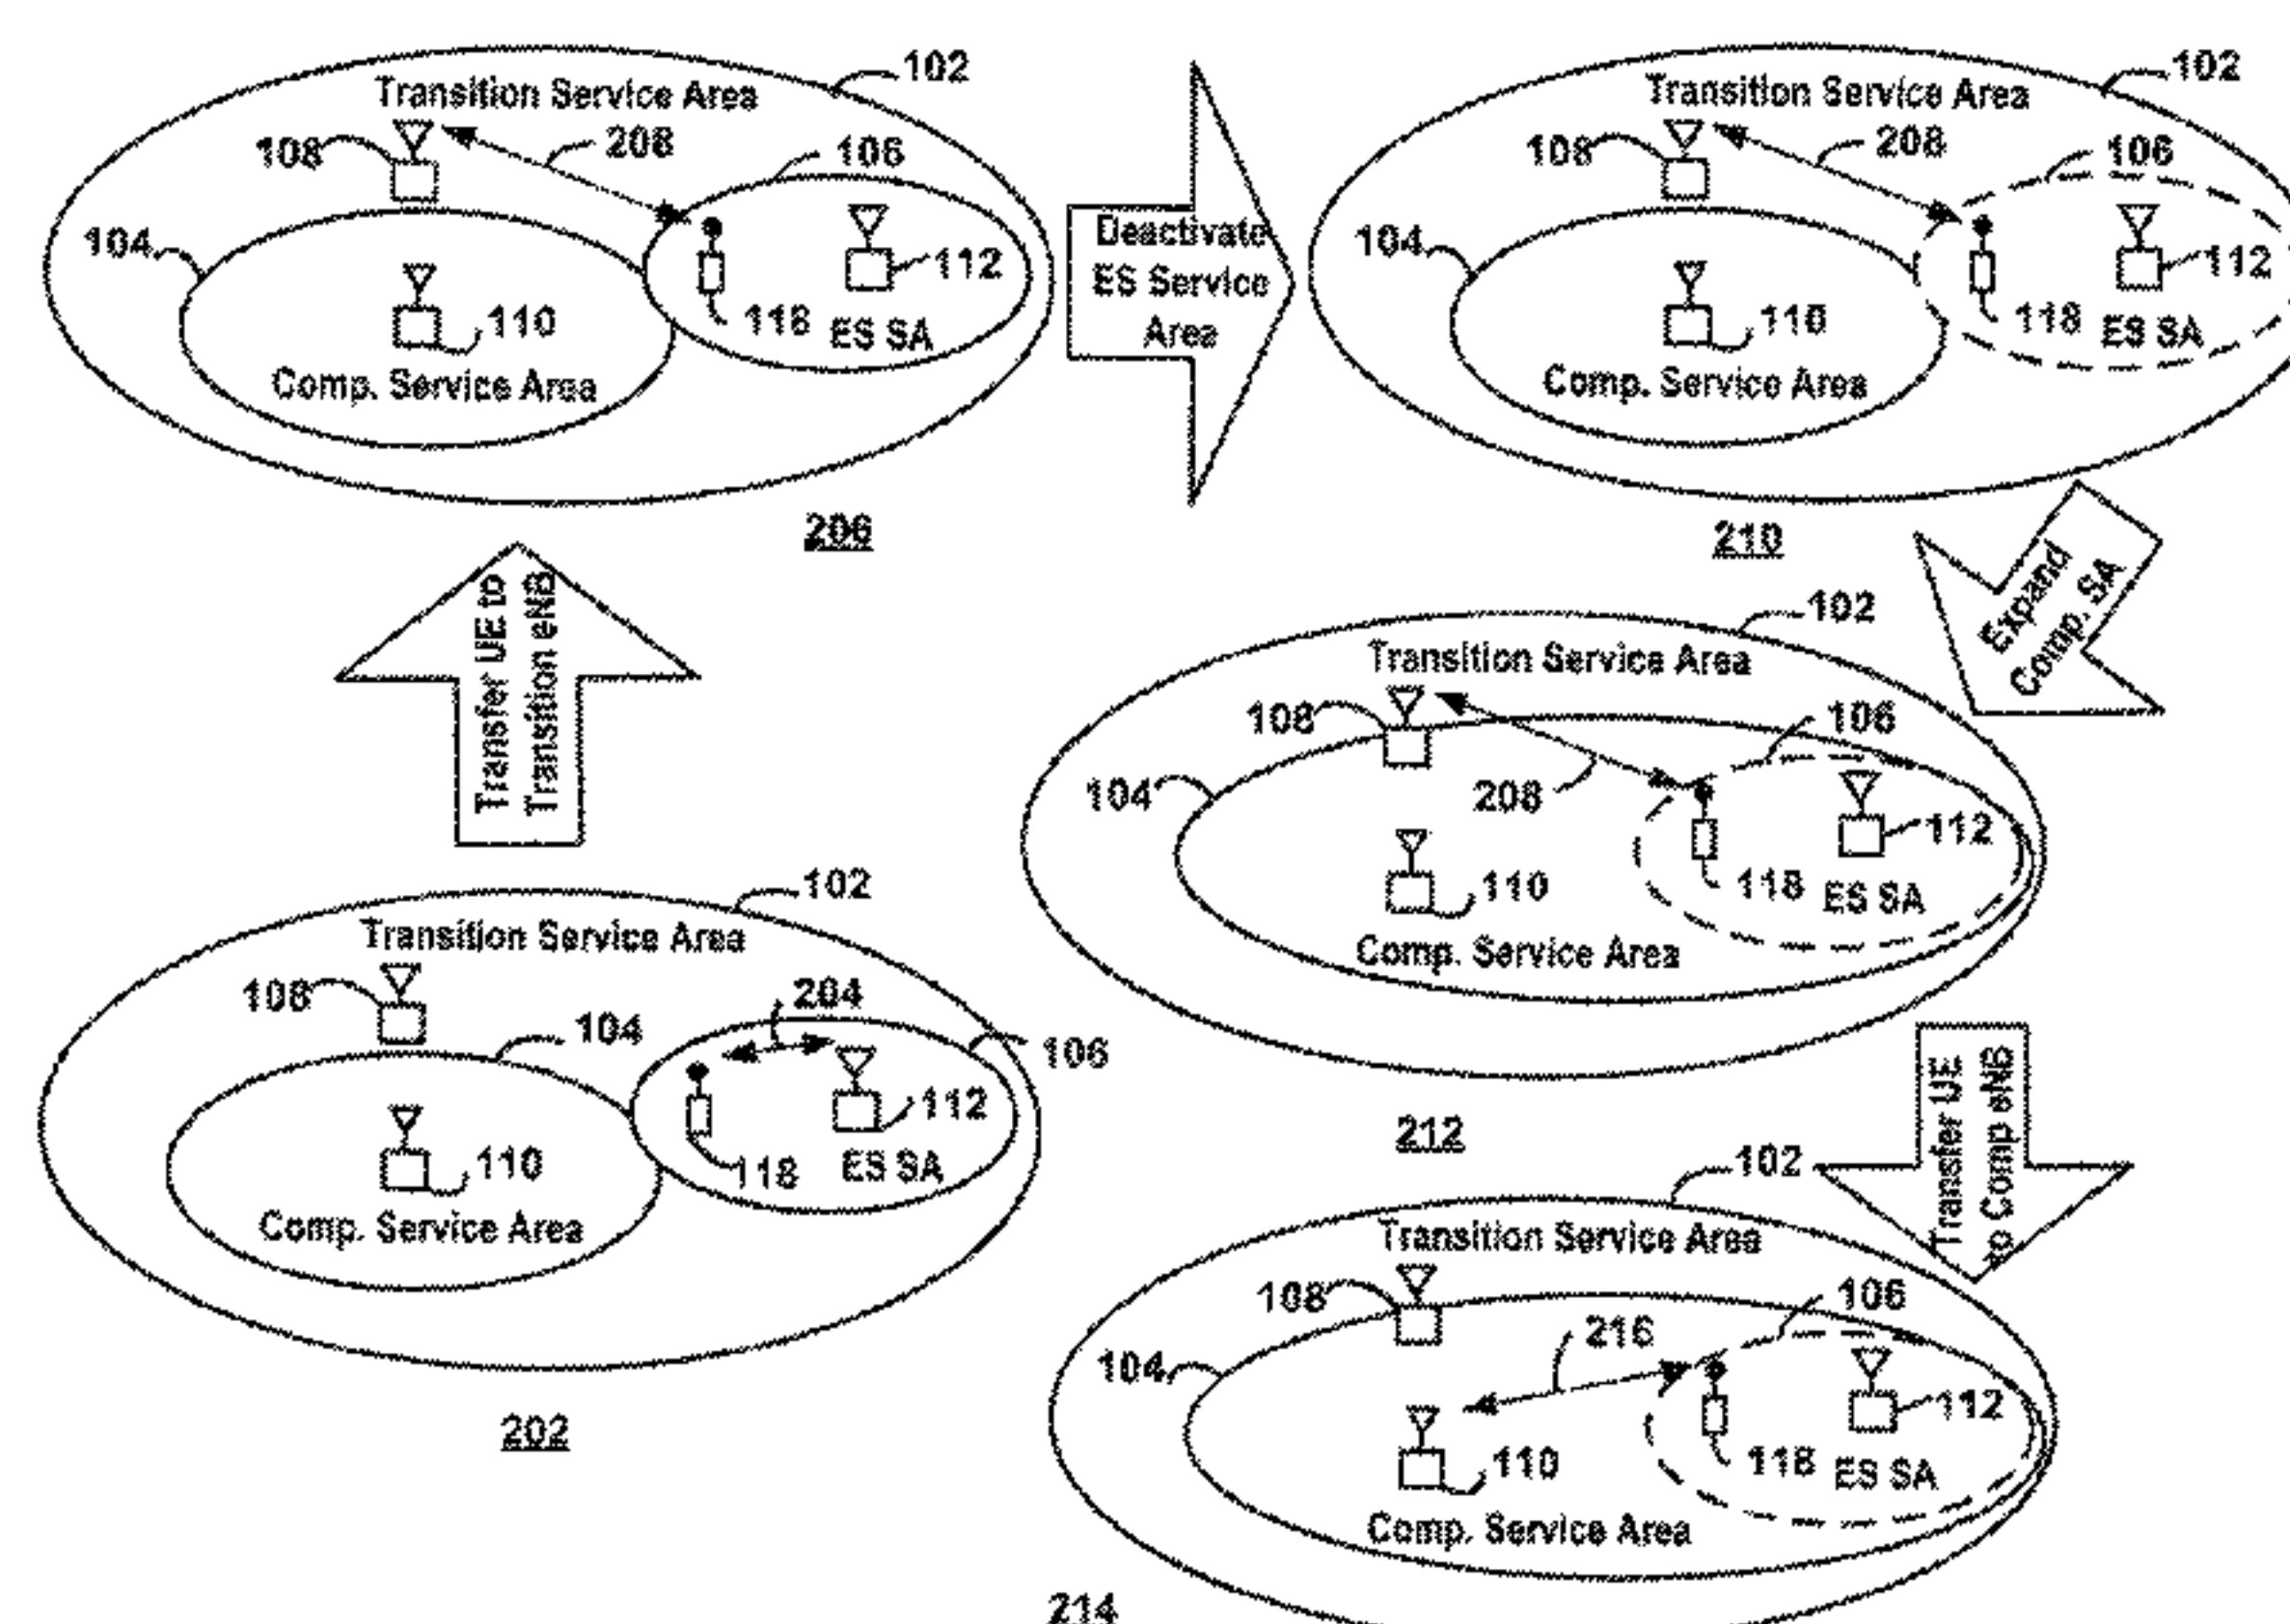 102
Transition Service Area
108
208
106
104
112
110
118
ES SA
Comp. Service Area
206
Deactivate
ES Service
Area
102
Transition Service Area
108
208
106
104
112
110
118
ES SA
Comp. Service Area
210
Transfer UE to
Transition eNB
Expand
Comp. SA
102
Transition Service Area
108
106
104
208
112
110
118
ES SA
Comp. Service Area
212
102
Transition Service Area
108
204
104
106
112
110
118
ES SA
Comp. Service Area
202
Transfer UE
to Comp eNB
102
Transition Service Area
108
106
216
104
112
110
118
ES SA
Comp. Service Area
214